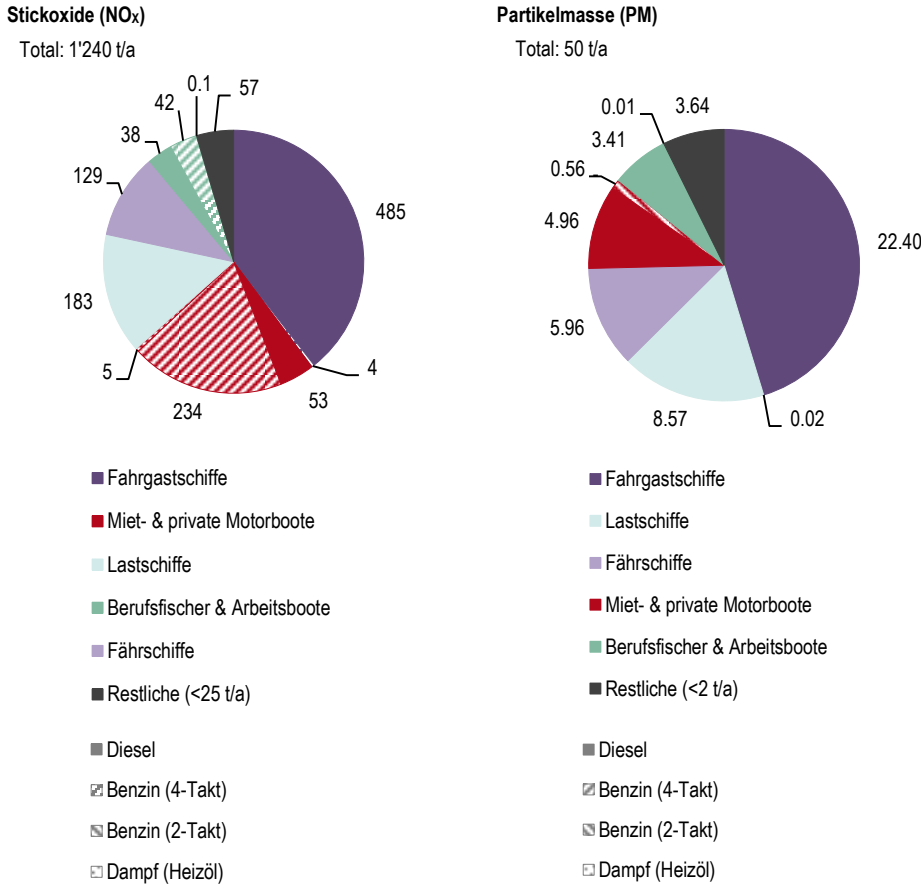 Stickoxide (NOx)
Total: 1'240 t/a
0.1
57
42
38
129
485
183
5
4
234
53
Fahrgastschiffe
Miet- & private Motorboote
Lastschiffe
Berufsfischer & Arbeitsboote
Fährschiffe
Restliche (<25 t/a)
Diesel
Benzin (4-Takt)
Benzin (2-Takt)
Dampf (Heizöl)
Partikelmasse (PM)
Total: 50 t/a
0.01
3.64
3.41
0.56
4.96
22.40
5.96
8.57
0.02
Fahrgastschiffe
Lastschiffe
Fährschiffe
Miet- & private Motorboote
Berufsfischer & Arbeitsboote
Restliche (<2 t/a)
Diesel
Benzin (4-Takt)
Benzin (2-Takt)
Dampf (Heizöl)